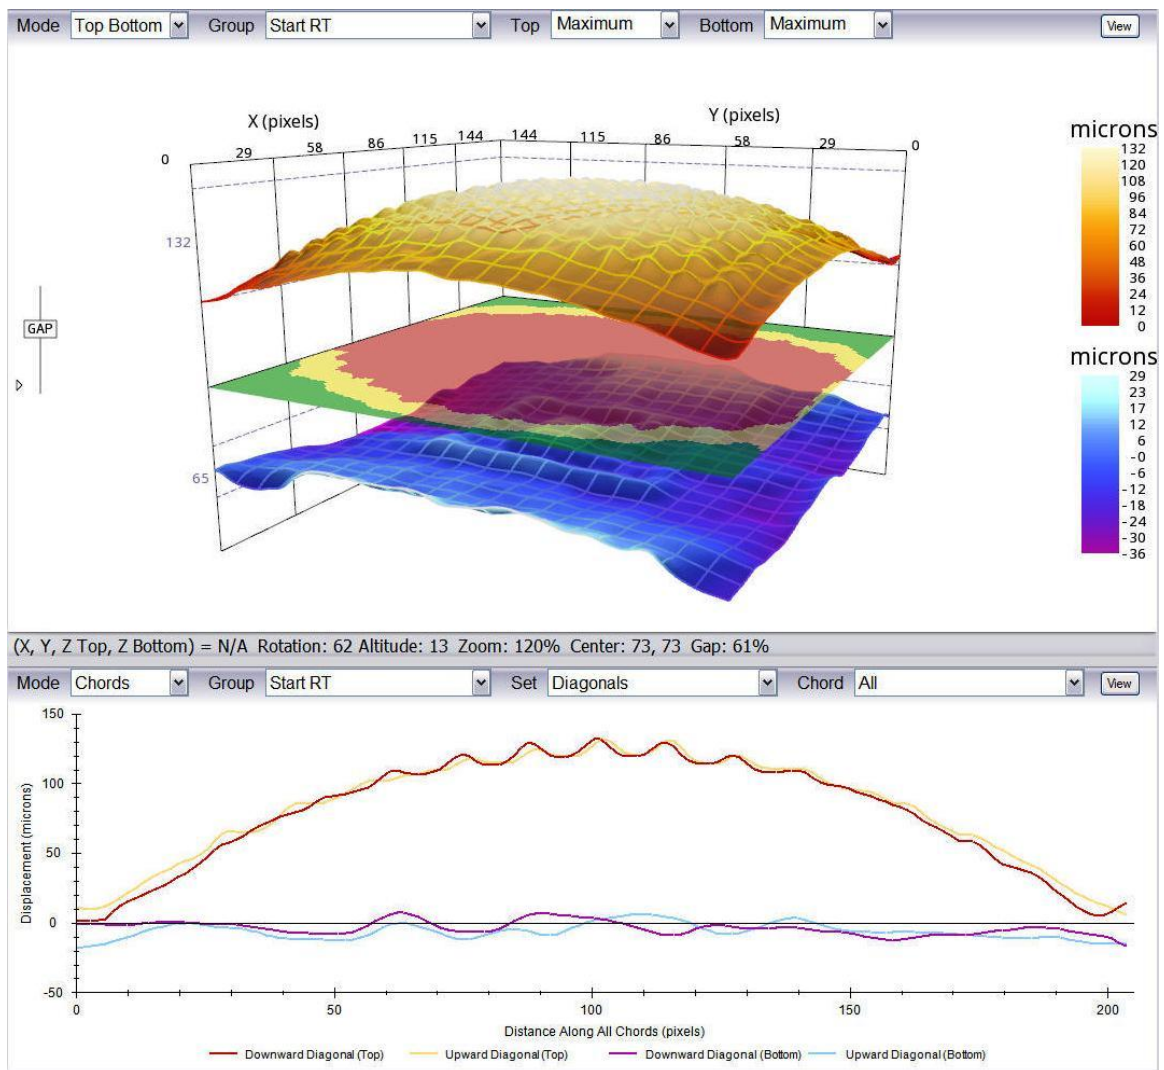 Mode Top Bottom Group Start RT Top Maximum Bottom Maximum View
X (pixels) Y (pixels)
0 29 58 86 115 144 144 115 86 58 29 0
microns
132
120
108
96
84
72
60
48
36
24
12
0
132
GAP
microns
29
23
17
12
6
-0
-6
-12
-18
-24
-30
-36
65
(X, Y, Z Top, Z Bottom) = N/A Rotation: 62 Altitude: 13 Zoom: 120% Center: 73, 73 Gap: 61%
Mode Chords Group Start RT Set Diagonals Chord All View
150
100
50
0
-50
Displacement (microns)
0 50 100 150 200
Distance Along All Chords (pixels)
Downward Diagonal (Top) Upward Diagonal (Top) Downward Diagonal (Bottom) Upward Diagonal (Bottom)